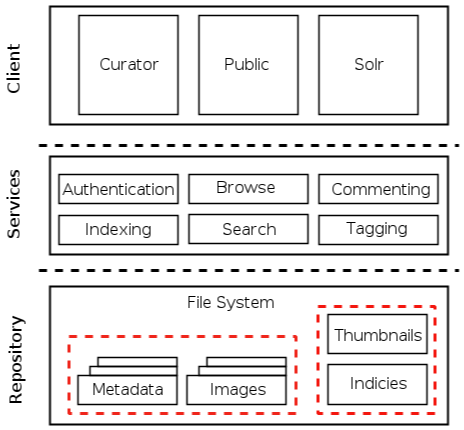 Client
Curator
Public
Solr
Services
Authentication
Browse
Commenting
Indexing
Search
Tagging
Repository
File System
Thumbnails
Metadata
Images
Indicies